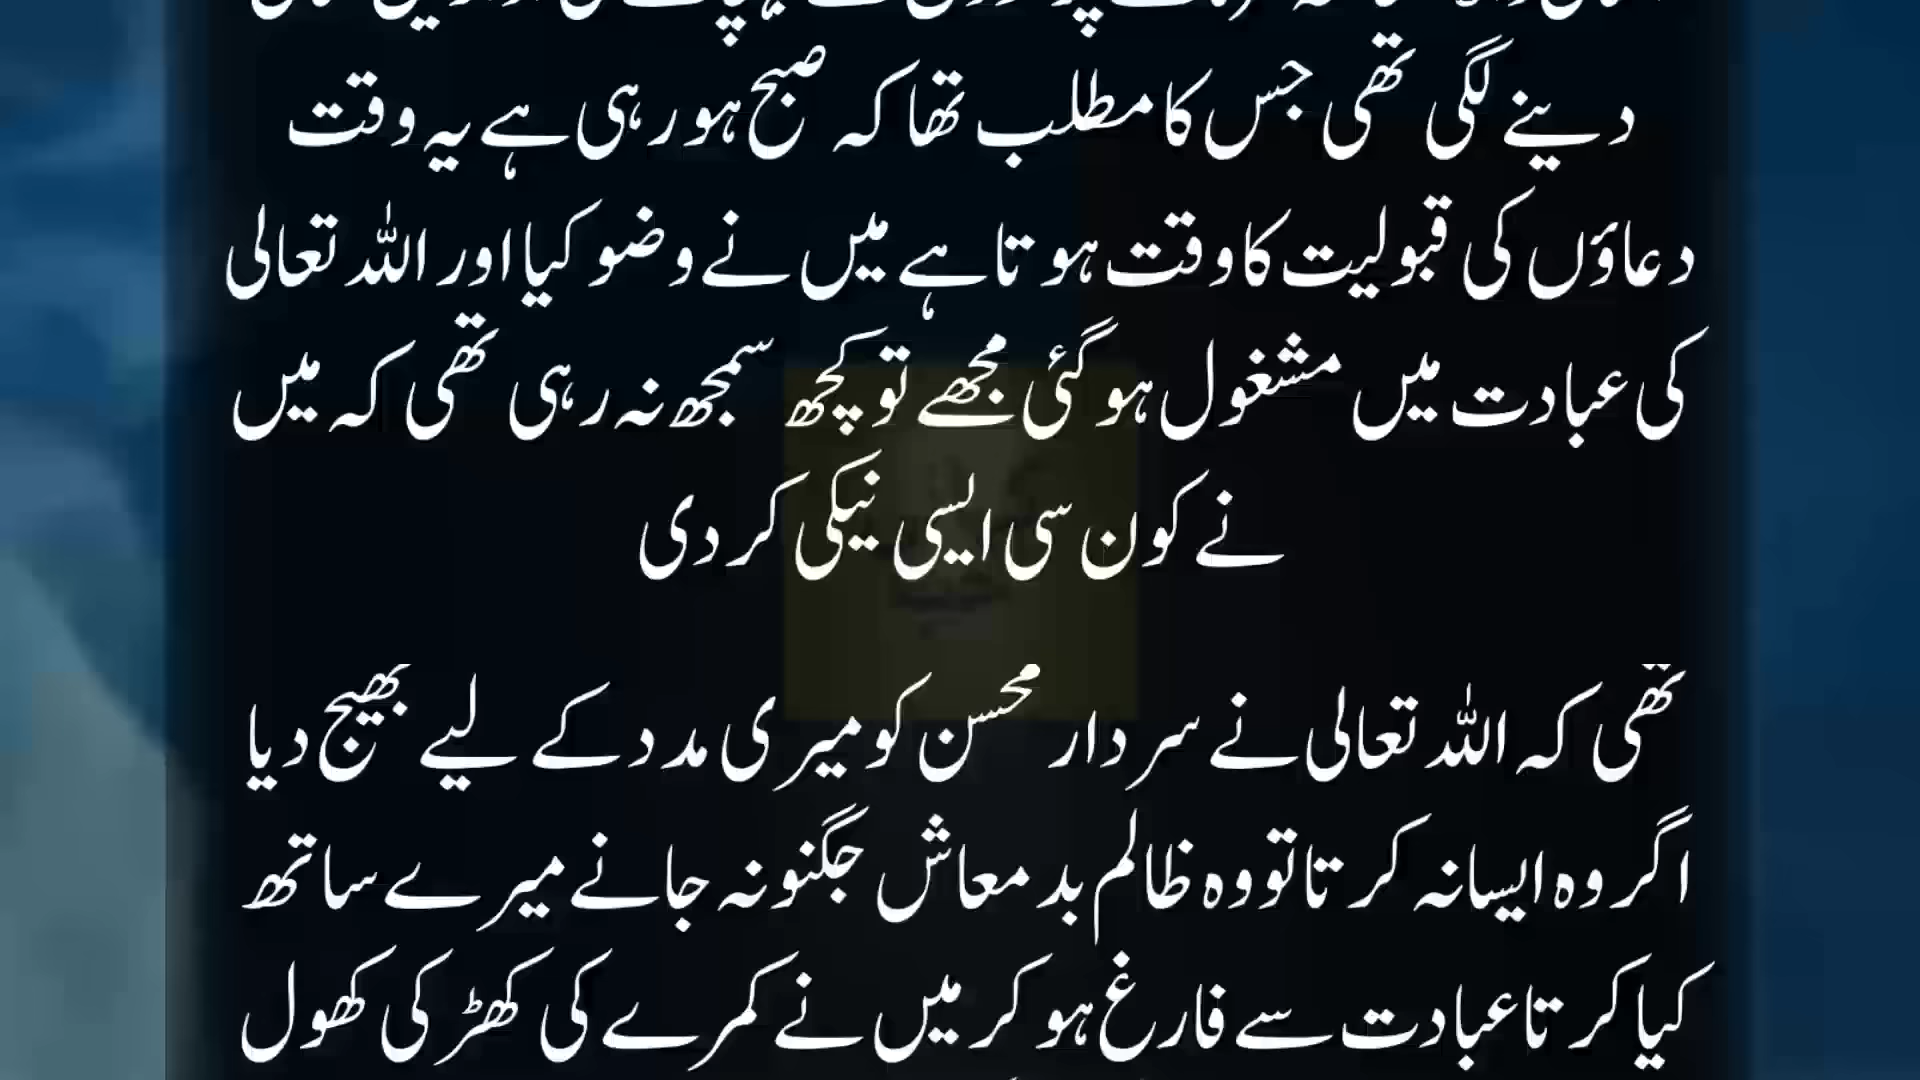 دینے لگی تھی جس کا مطلب تھا کہ صبح ہو رہی ہے یہ وقت
دعاؤں کی قبولیت کا وقت ہوتا ہے میں نے وضو کیا اور اللہ تعالی
کی عبادت میں مشغول ہو گئی مجھے تو کچھ سمجھ نہ رہی تھی کہ میں
نے کون سی ایسی نیکی کر دی
تھی کہ اللہ تعالی نے سردار محسن کو میری مدد کے لیے بھیج دیا
اگر وہ ایسا نہ کرتا تو وہ ظالم بد معاش جگنو نہ جانے میرے ساتھ
کیا کرتا عبادت سے فارغ ہو کر میں نے کمرے کی کھڑکی کھول